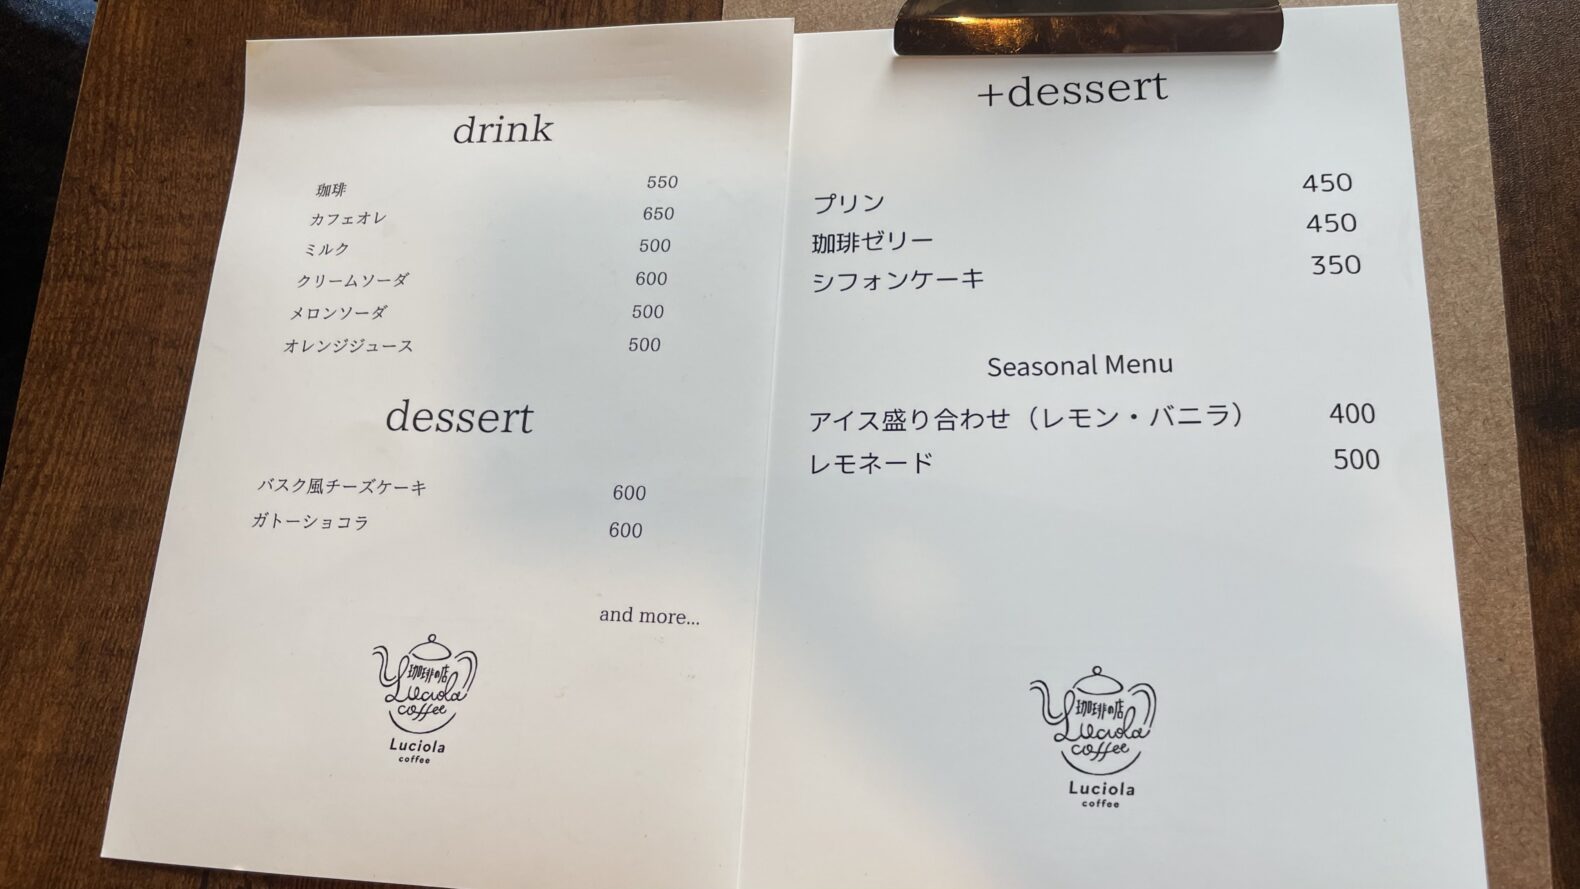 drink
珈琲 550
カフェオレ 650
ミルク 500
クリームソーダ 600
メロンソーダ 500
オレンジジュース 500
dessert
バスク風チーズケーキ 600
ガトーショコラ 600
and more...
珈琲の店
Luciola
coffee
Luciola
coffee
+dessert
プリン 450
珈琲ゼリー 450
シフォンケーキ 350
Seasonal Menu
アイス盛り合わせ（レモン・バニラ） 400
レモネード 500
珈琲の店
Luciola
coffee
Luciola
coffee